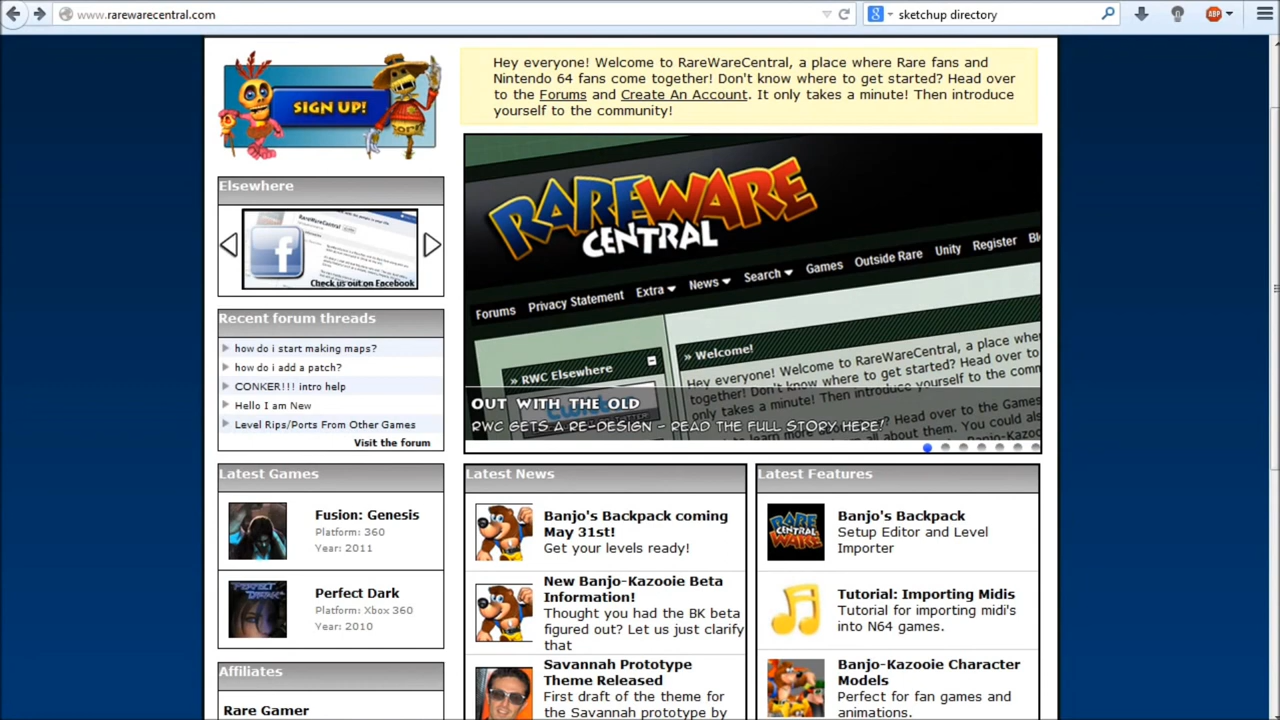 www.rarewarecentral.com
sketchup directory
SIGN UP!
Hey everyone! Welcome to RareWareCentral, a place where Rare fans and
Nintendo 64 fans come together! Don't know where to get started? Head over
to the Forums and Create An Account. It only takes a minute! Then introduce
yourself to the community!
Elsewhere
RareWareCentral
Check us out on Facebook
Recent forum threads
how do i start making maps?
how do i add a patch?
CONKER!!! intro help
Hello I am New
Level Rips/Ports From Other Games
Visit the forum
RAREWARE
CENTRAL
Forums Privacy Statement Extra News Search Games Outside Rare Unity Register
» Welcome!
» RWC Elsewhere
Hey everyone! Welcome to RareWareCentral, a place
only takes a minute! Then introduce yourself to the
OUT WITH THE OLD
RWC GETS A RE-DESIGN - READ THE FULL STORY HERE!
Latest Games
Fusion: Genesis
Platform: 360
Year: 2011
Perfect Dark
Platform: Xbox 360
Year: 2010
Affiliates
Rare Gamer
Latest News
Banjo's Backpack coming
May 31st!
Get your levels ready!
New Banjo-Kazooie Beta
Information!
Thought you had the BK beta
figured out? Let us just clarify
that
Savannah Prototype
Theme Released
First draft of the theme for
the Savannah prototype by
Latest Features
RARE
CENTRAL
WARE
Banjo's Backpack
Setup Editor and Level
Importer
Tutorial: Importing Midis
Tutorial for importing midi's
into N64 games.
Banjo-Kazooie Character
Models
Perfect for fan games and
animations.